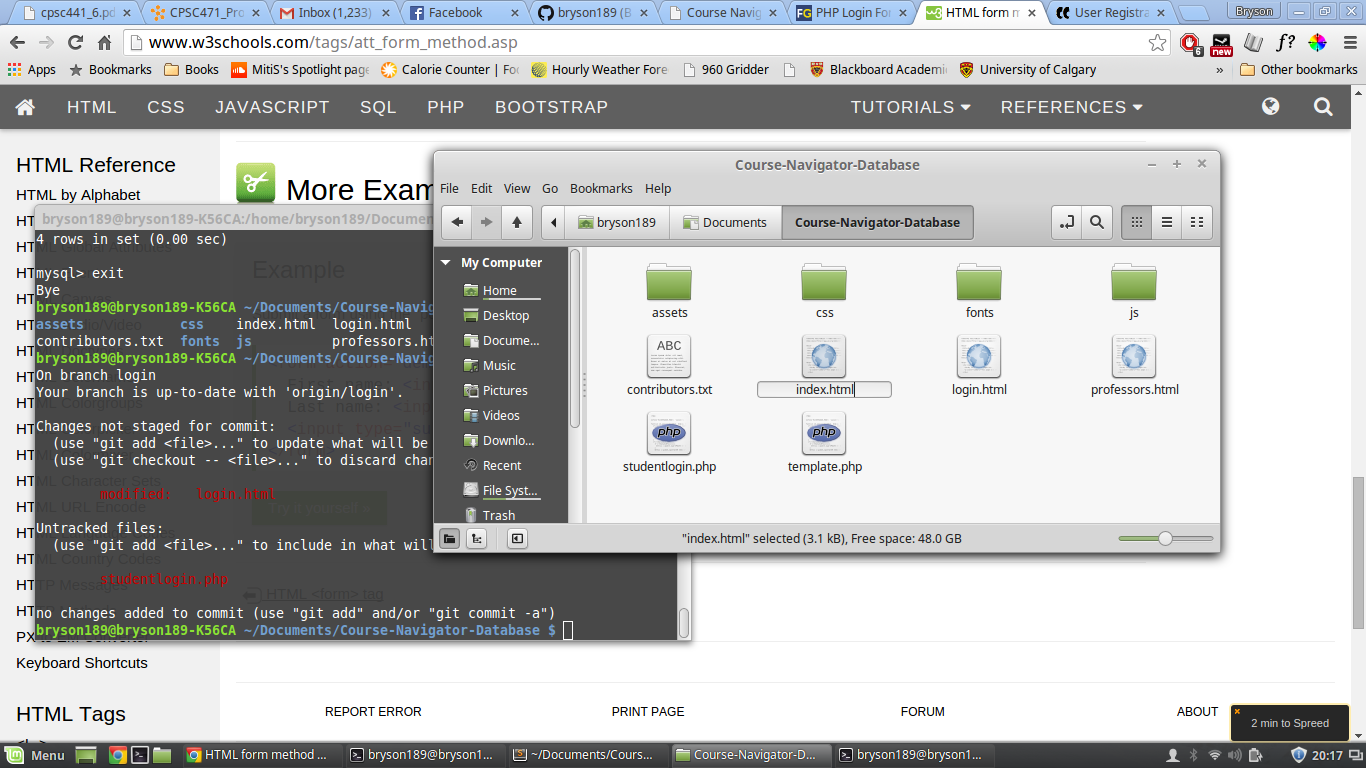 cpsc441_6.pd
CPSC471_Pro
Inbox (1,233)
Facebook
bryson189 (B
Course Navig
PHP Login For
HTML form m
User Registra
Bryson
www.w3schools.com/tags/att_form_method.asp
6
new
f?
Apps
Bookmarks
Books
MitiS's Spotlight page
Calorie Counter | Foo
Hourly Weather Fore
960 Gridder
Blackboard Academi
University of Calgary
»
Other bookmarks
HTML
CSS
JAVASCRIPT
SQL
PHP
BOOTSTRAP
TUTORIALS
REFERENCES
HTML Reference
HTML by Alphabet
More Exam
bryson189@bryson189-K56CA:/home/bryson189/Documen
4 rows in set (0.00 sec)
mysql> exit
Bye
bryson189@bryson189-K56CA ~/Documents/Course-Navig
assets css index.html login.html
contributors.txt fonts js professors.ht
bryson189@bryson189-K56CA ~/Documents/Course-Navig
On branch login
Your branch is up-to-date with 'origin/login'.
Changes not staged for commit:
(use "git add <file>..." to update what will be
(use "git checkout -- <file>..." to discard chan
modified: login.html
Untracked files:
(use "git add <file>..." to include in what will
studentlogin.php
no changes added to commit (use "git add" and/or "git commit -a")
bryson189@bryson189-K56CA ~/Documents/Course-Navigator-Database $
Example
Try it yourself »
HTML <form> tag
Keyboard Shortcuts
HTML Tags
Course-Navigator-Database
File Edit View Go Bookmarks Help
bryson189
Documents
Course-Navigator-Database
My Computer
Home
Desktop
Docume...
Music
Pictures
Videos
Downlo...
Recent
File Syst...
Trash
assets
css
fonts
js
ABC
contributors.txt
index.html
login.html
professors.html
php
studentlogin.php
php
template.php
"index.html" selected (3.1 kB), Free space: 48.0 GB
REPORT ERROR
PRINT PAGE
FORUM
ABOUT
2 min to Spreed
Menu
HTML form method ...
bryson189@bryson1...
~/Documents/Cours...
Course-Navigator-D...
bryson189@bryson1...
20:17